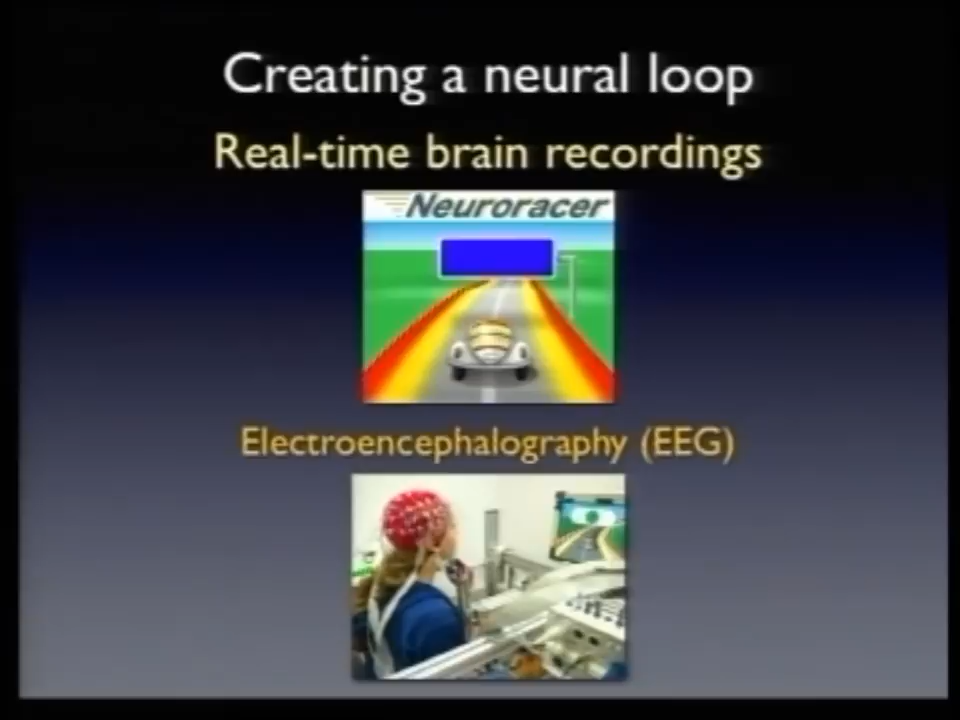 Creating a neural loop
Real-time brain recordings
Neuroracer
Electroencephalography (EEG)